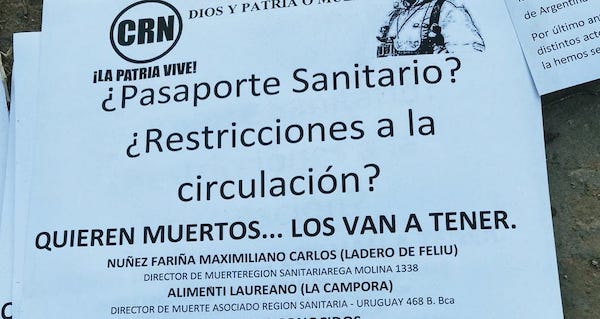 CRN
DIOS Y PATRIA O
¡LA PATRIA VIVE!
¿Pasaporte Sanitario?
¿Restricciones a la
circulación?
QUIEREN MUERTOS... LOS VAN A TENER.
NUÑEZ FARIÑA MAXIMILIANO CARLOS (LADERO DE FELIU)
DIRECTOR DE MUERTEREGION SANITARIAREGA MOLINA 1338
ALIMENTI LAUREANO (LA CAMPORA)
DIRECTOR DE MUERTE ASOCIADO REGION SANITARIA - URUGUAY 468 B. Bca
de Argentina
Por último
distintos
la hemos